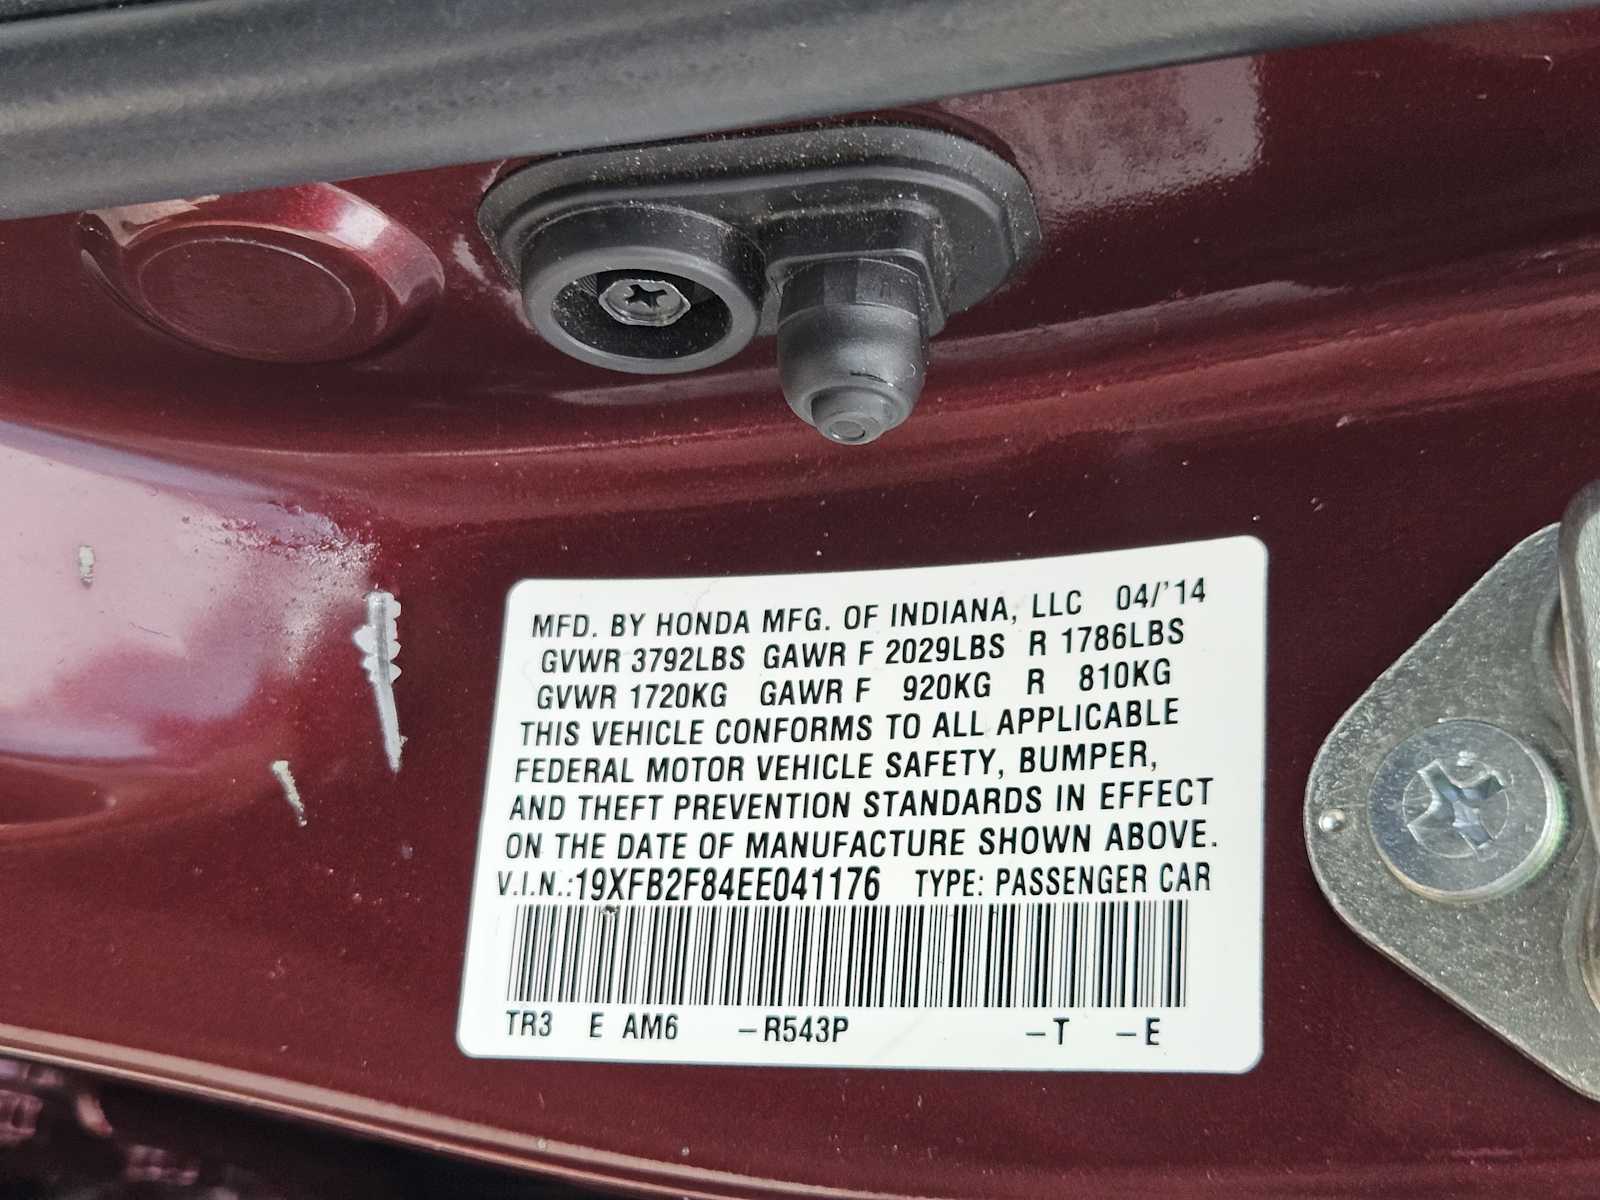 MFD. BY HONDA MFG. OF INDIANA, LLC 04/'14
GVWR 3792LBS GAWR F 2029LBS R 1786LBS
GVWR 1720KG GAWR F 920KG R 810KG
THIS VEHICLE CONFORMS TO ALL APPLICABLE
FEDERAL MOTOR VEHICLE SAFETY, BUMPER,
AND THEFT PREVENTION STANDARDS IN EFFECT
ON THE DATE OF MANUFACTURE SHOWN ABOVE.
V.I.N.:19XFB2F84EE041176 TYPE: PASSENGER CAR
TR3 E AM6 –R543P –T –E